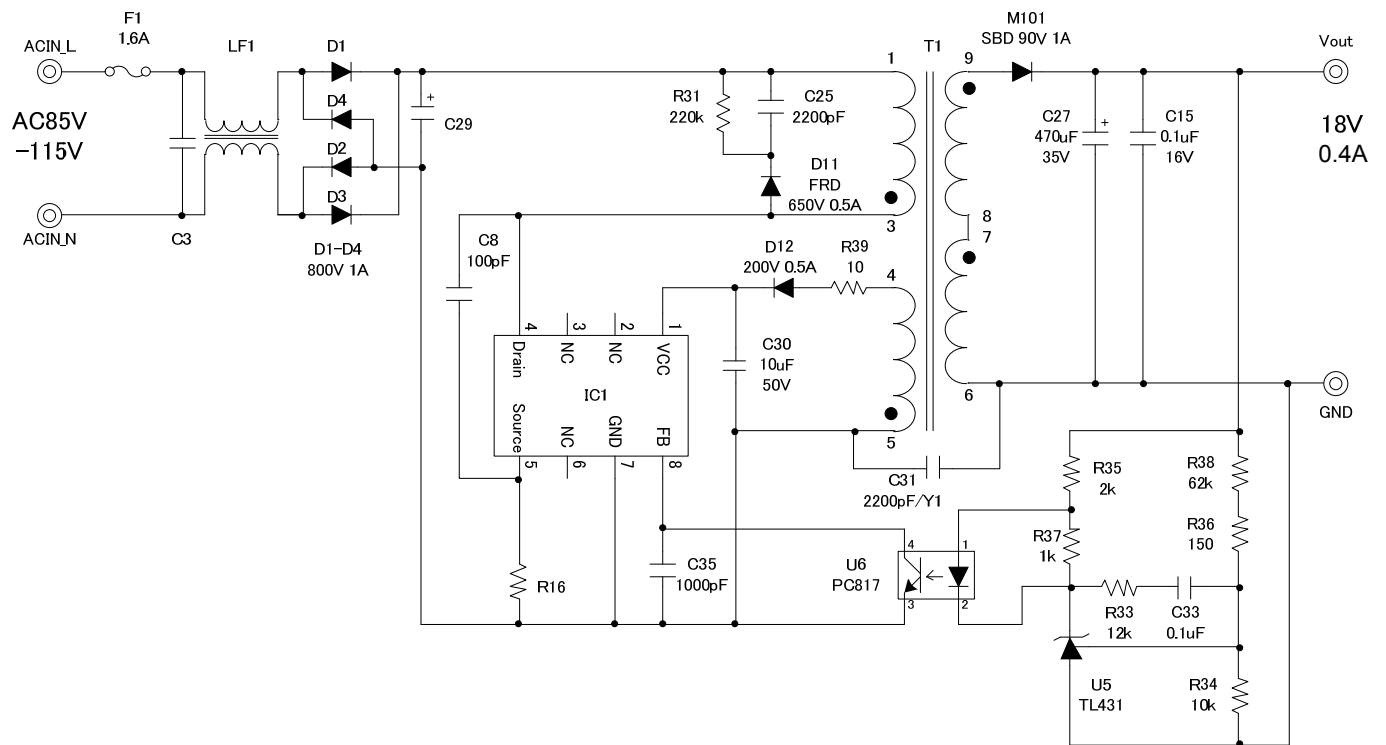 F1
1.6A
ACIN_L
AC85V
-115V
ACIN_N
LF1
C3
D1
D4
D2
D3
D1-D4
800V 1A
+
C29
R31
220k
C25
2200pF
D11
FRD
650V 0.5A
1
3
T1
9
8
7
6
4
5
M101
SBD 90V 1A
C27
470uF
35V
+
C15
0.1uF
16V
Vout
18V
0.4A
GND
C8
100pF
D12
200V 0.5A
R39
10
4
3
2
1
Drain
NC
NC
VCC
IC1
Source
NC
GND
FB
5
6
7
8
C30
10uF
50V
C31
2200pF/Y1
R16
C35
1000pF
U6
PC817
4
1
3
2
R35
2k
R37
1k
R38
62k
R36
150
R33
12k
C33
0.1uF
U5
TL431
R34
10k